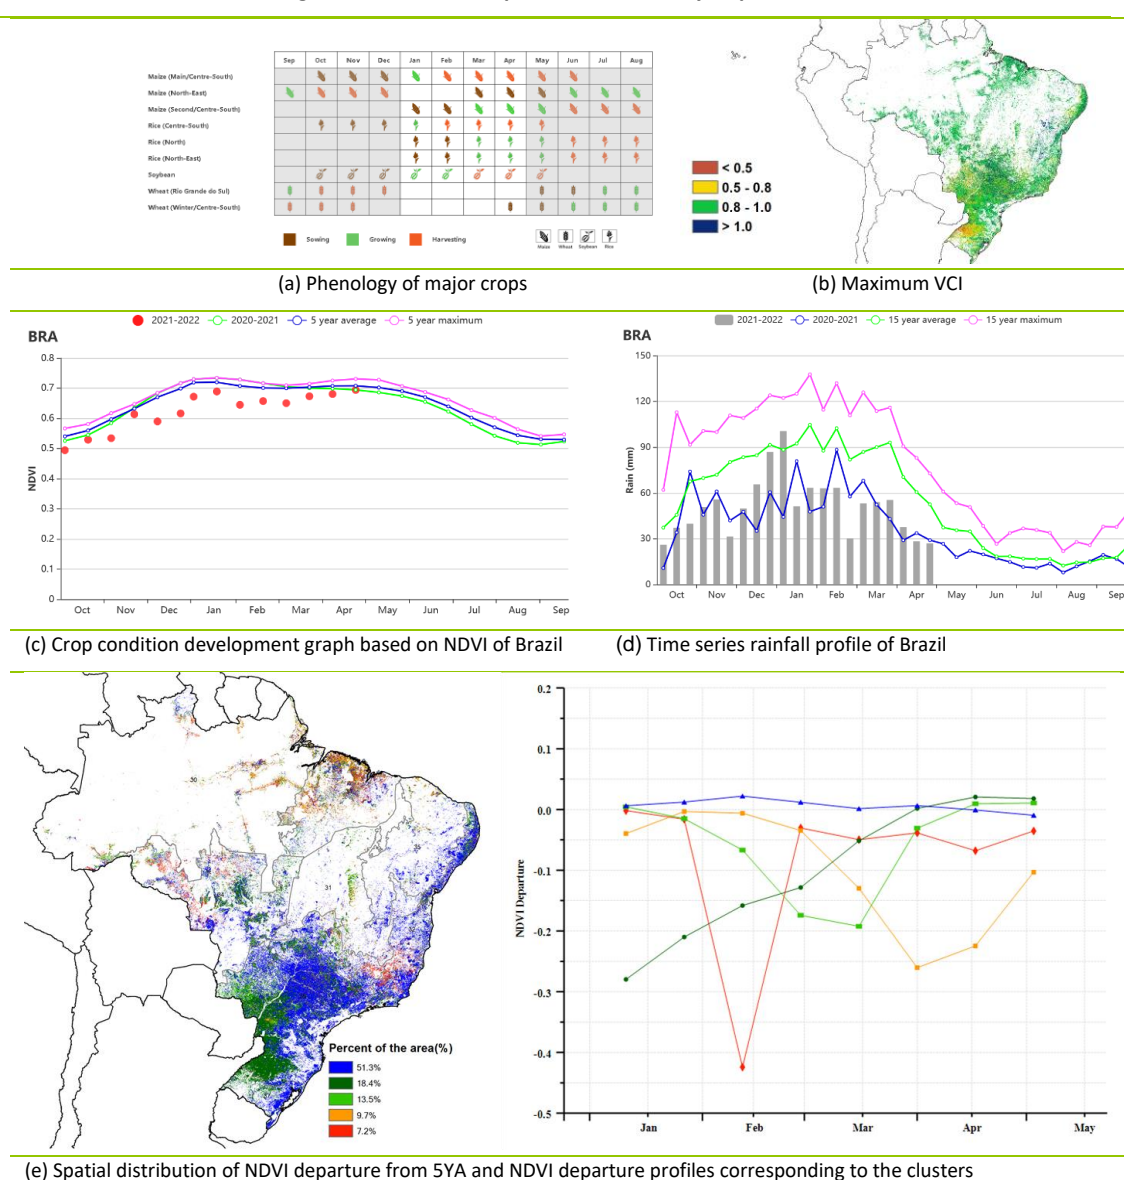 Sep Oct Nov Dec Jan Feb Mar Apr May Jun Jul Aug
Maize (Main/Centre-South)
Maize (North-East)
Maize (Second/Centre-South)
Rice (Centre-South)
Rice (North)
Rice (North-East)
Soybean
Wheat (Rio Grande do Sul)
Wheat (Winter/Centre-South)
Sowing Growing Harvesting
Maize Wheat Soybean Rice
< 0.5
0.5 - 0.8
0.8 - 1.0
> 1.0
(a) Phenology of major crops
(b) Maximum VCI
2021-2022 2020-2021 5 year average 5 year maximum
BRA
0.8
0.7
0.6
0.5
0.4
0.3
0.2
0.1
0
NDVI
Oct Nov Dec Jan Feb Mar Apr May Jun Jul Aug Sep
2021-2022 2020-2021 15 year average 15 year maximum
BRA
150
120
90
60
30
0
Rain (mm)
Oct Nov Dec Jan Feb Mar Apr May Jun Jul Aug Sep
(c) Crop condition development graph based on NDVI of Brazil
(d) Time series rainfall profile of Brazil
30
31
Percent of the area(%)
51.3%
18.4%
13.5%
9.7%
7.2%
0.2
0.1
0.0
-0.1
-0.2
-0.3
-0.4
-0.5
NDVI Departure
Jan Feb Mar Apr May
(e) Spatial distribution of NDVI departure from 5YA and NDVI departure profiles corresponding to the clusters